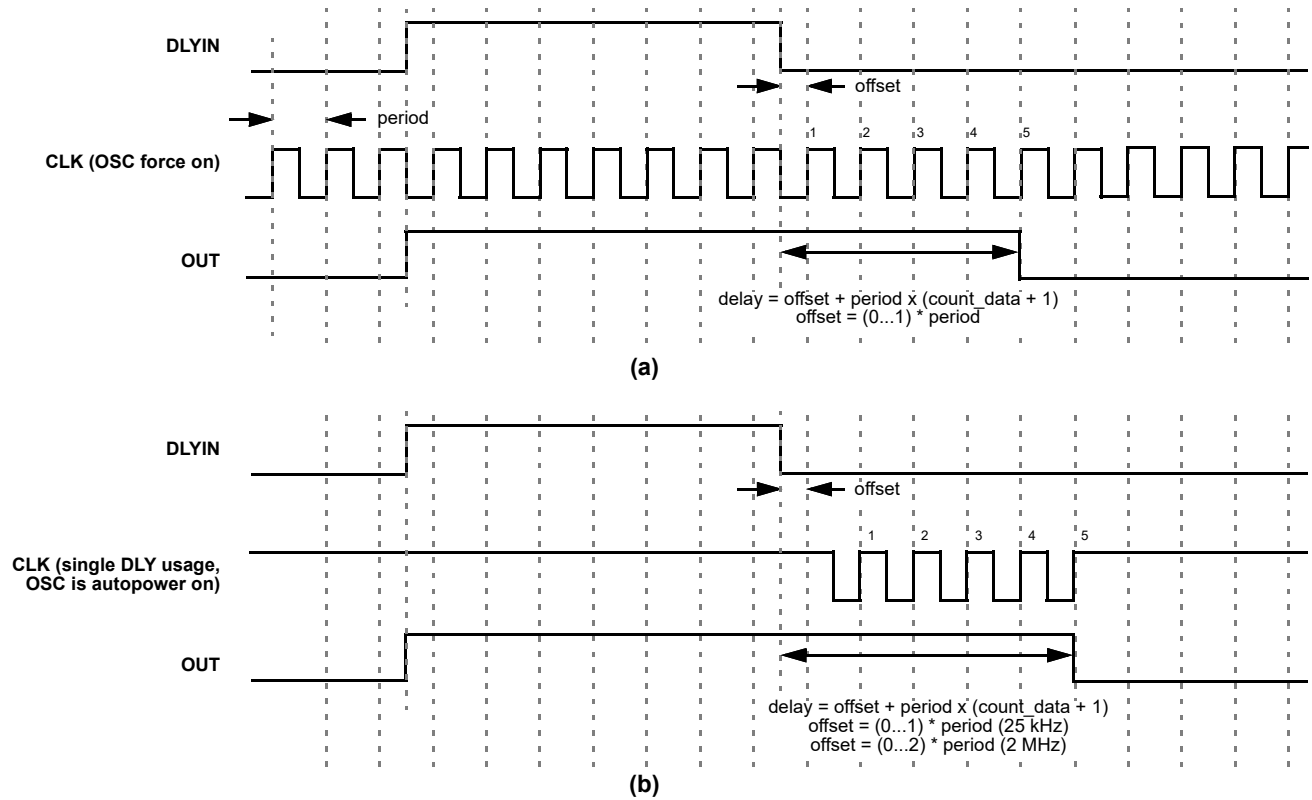 DLYIN
offset
period
1 2 3 4 5
CLK (OSC force on)
OUT
delay = offset + period x (count_data + 1)
offset = (0...1) * period
(a)
DLYIN
offset
1 2 3 4 5
CLK (single DLY usage,
OSC is autopower on)
OUT
delay = offset + period x (count_data + 1)
offset = (0...1) * period (25 kHz)
offset = (0...2) * period (2 MHz)
(b)